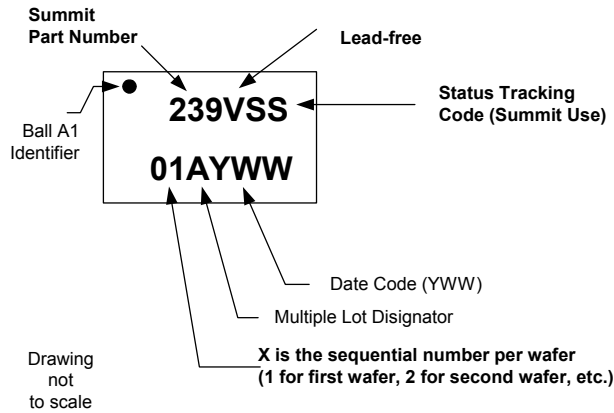 Summit
Part Number
Lead-free
239VSS
Status Tracking
Code (Summit Use)
Ball A1
Identifier
01AYWW
Date Code (YWW)
Multiple Lot Disignator
X is the sequential number per wafer
(1 for first wafer, 2 for second wafer, etc.)
Drawing
not
to scale